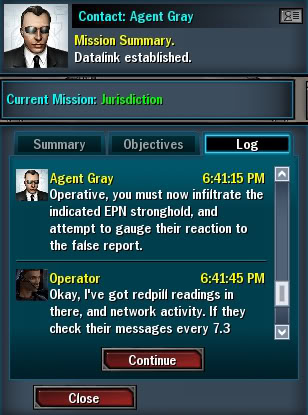 Contact: Agent Gray
Mission Summary.
Datalink established.
Current Mission: Jurisdiction
Summary
Objectives
Log
Agent Gray 6:41:15 PM
Operative, you must now infiltrate the
indicated EPN stronghold, and
attempt to gauge their reaction to
the false report.
Operator 6:41:45 PM
Okay, I've got redpill readings in
there, and network activity. If they
check their messages every 7.3
Continue
Close